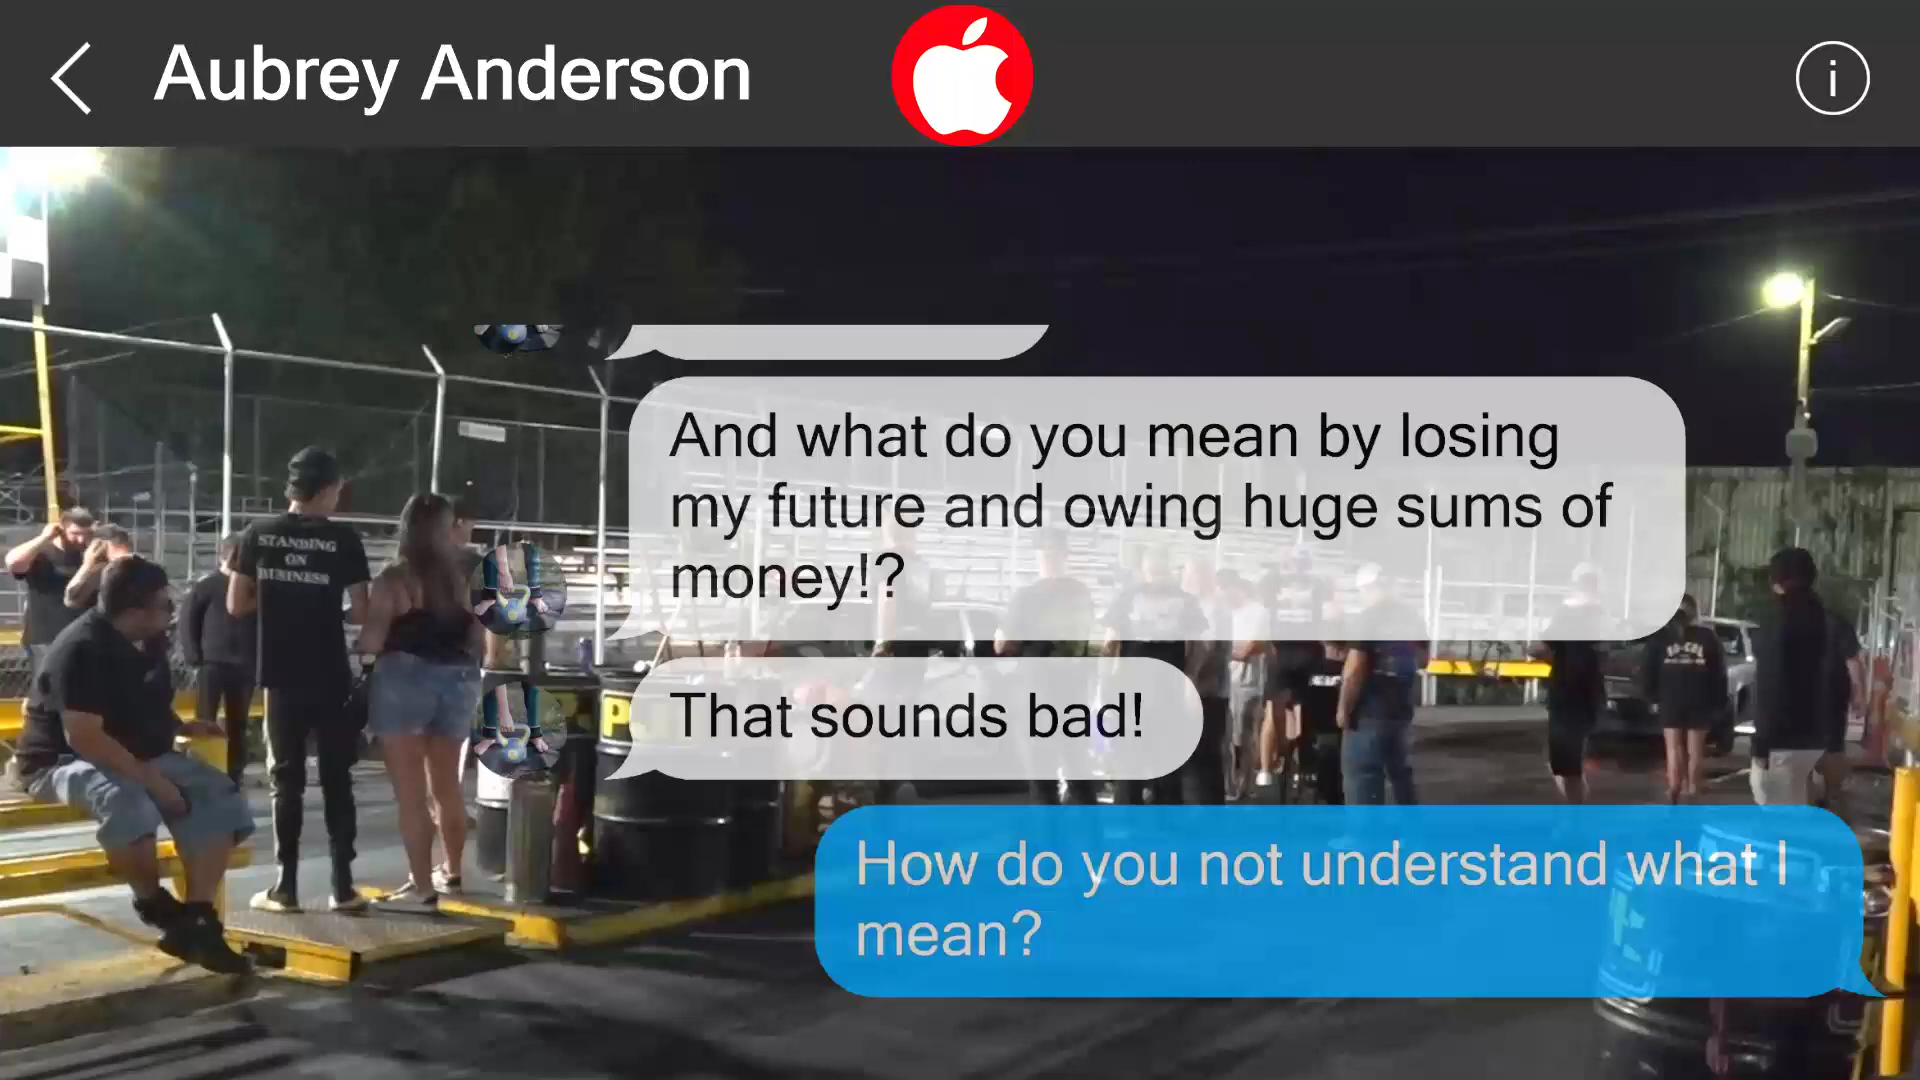 Aubrey Anderson
i
And what do you mean by losing
my future and owing huge sums of
money!?
That sounds bad!
How do you not understand what I
mean?
STANDING
ON
BUSINESS